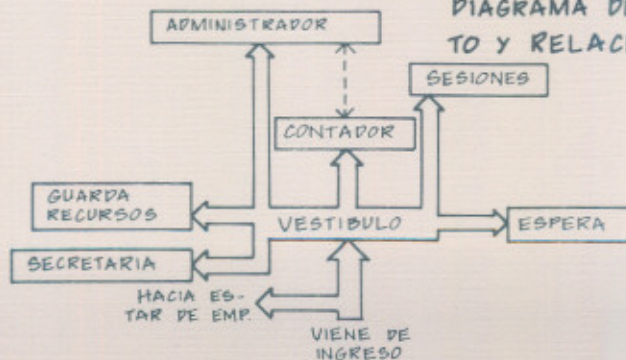 DIAGRAMA DE
TO Y RELAC
ADMINISTRADOR
SESIONES
CONTADOR
GUARDA
RECURSOS
VESTIBULO
ESPERA
SECRETARIA
HACIA ES-
TAR DE EMP.
VIENE DE
INGRESO